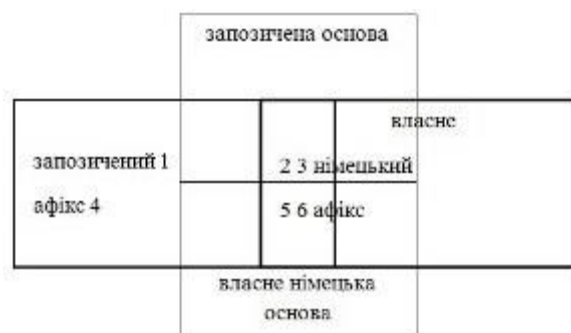 запозичена основа
власне
запозичений 1
2 3 німецький
афікс 4
5 6 афікс
власне німецька
основа